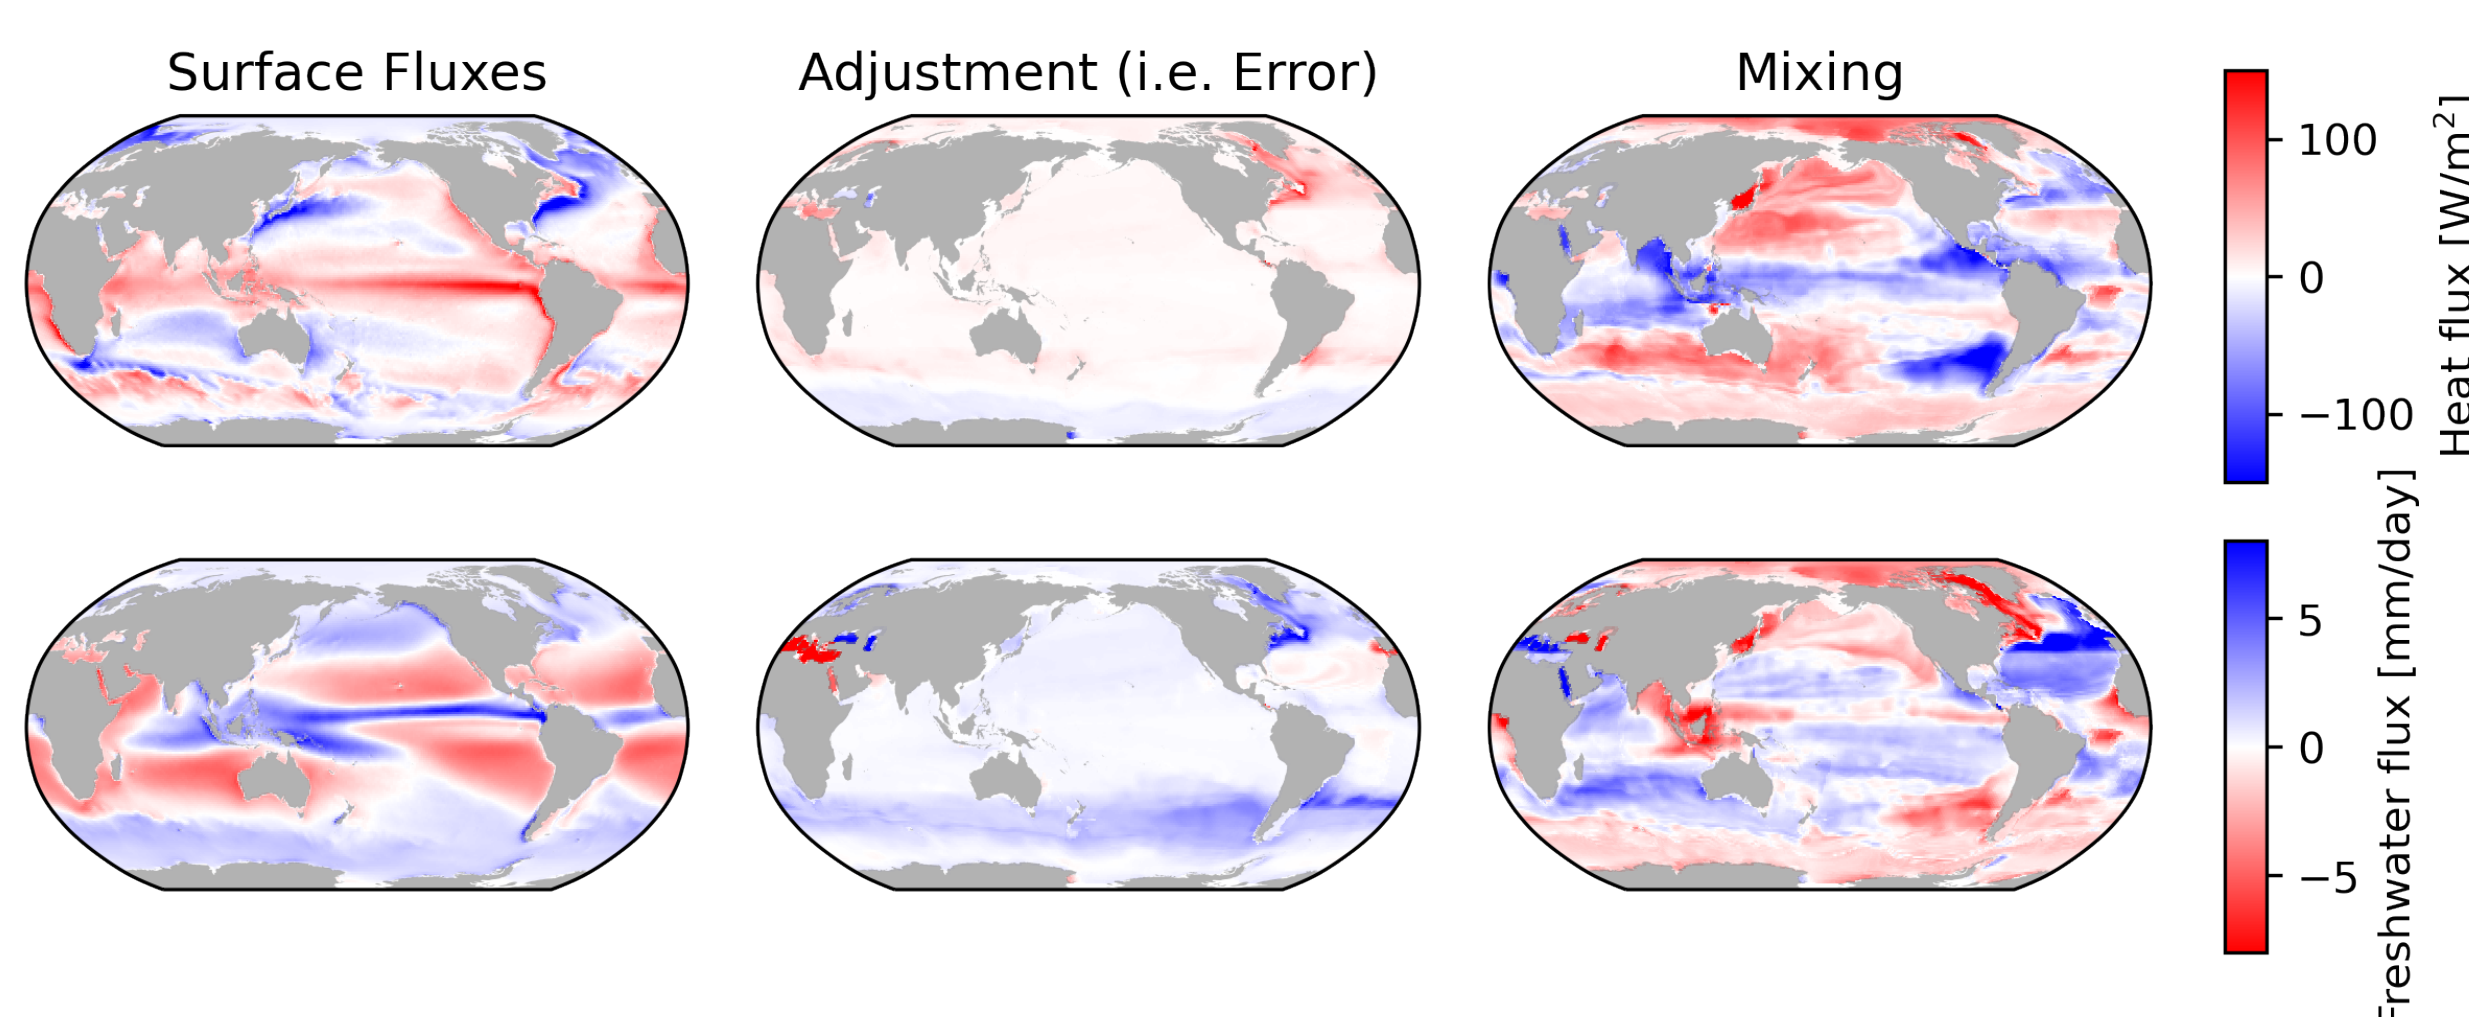 Surface Fluxes
Adjustment (i.e. Error)
Mixing
100
0
−100
Heat flux [W/m²]
5
0
−5
Freshwater flux [mm/day]